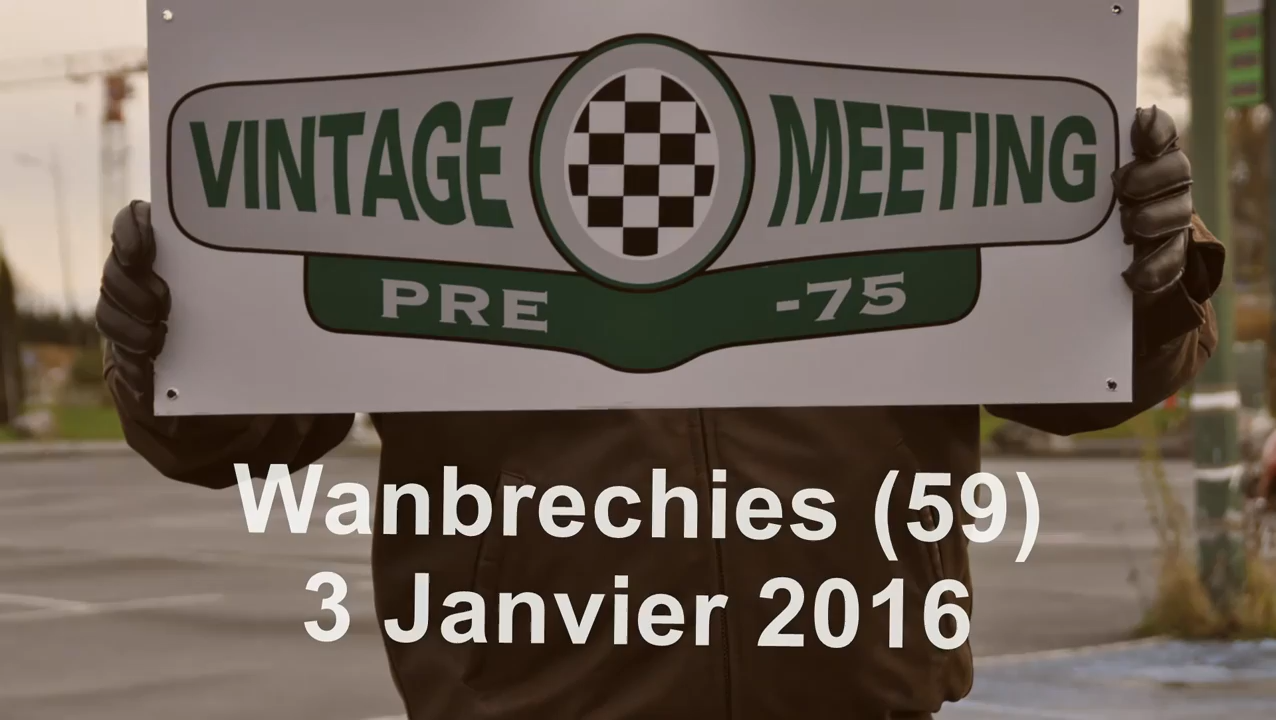 VINTAGE MEETING
PRE -75
Wanbrechies (59)
3 Janvier 2016